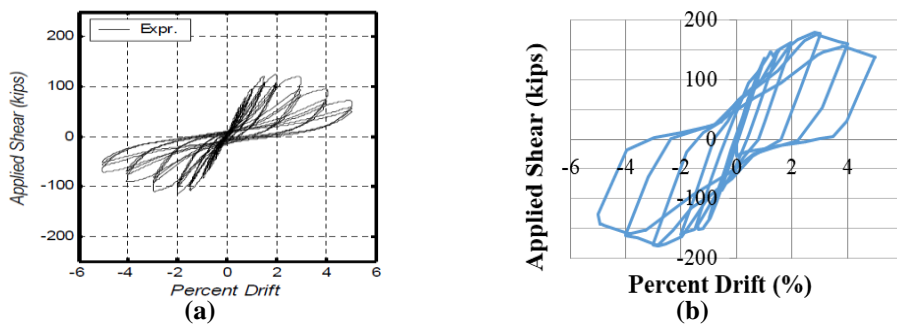 200
100
0
-100
-200
Applied Shear (kips)
Expr.
-6 -4 -2 0 2 4 6
Percent Drift
(a)
200
100
0
-100
-200
Applied Shear (kips)
-6 -4 -2 0 2 4
Percent Drift (%)
(b)